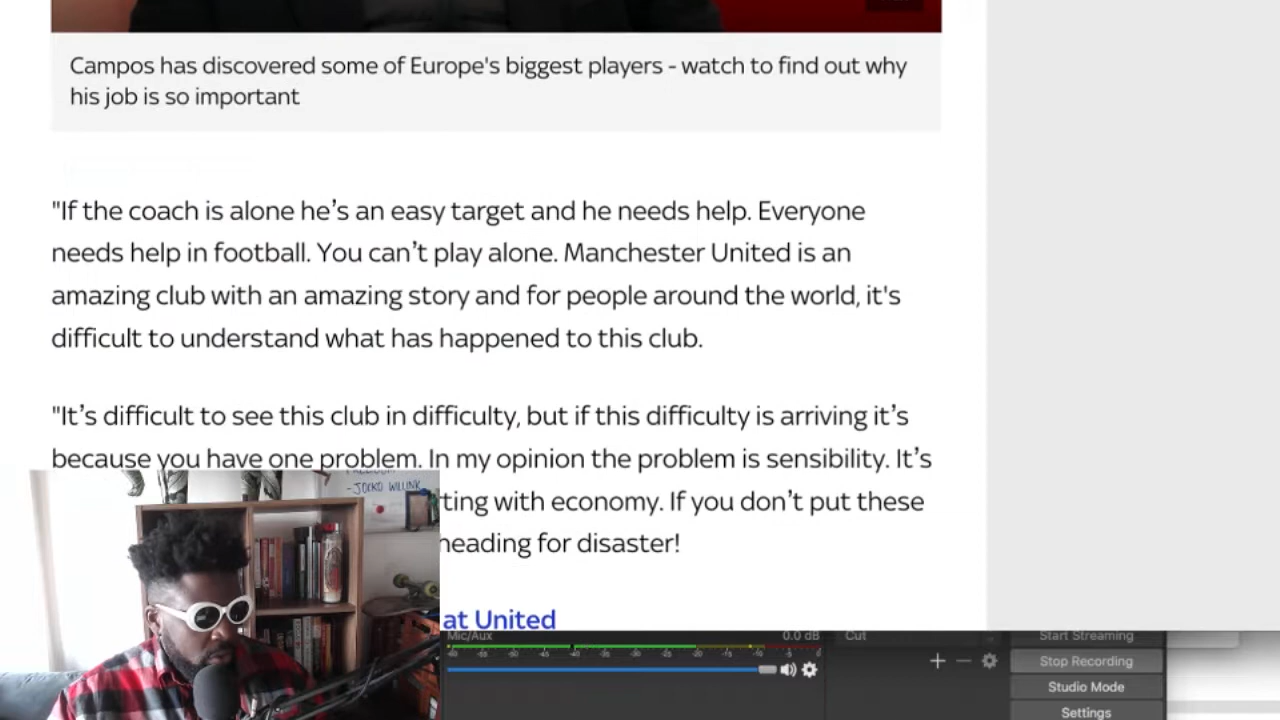 Campos has discovered some of Europe's biggest players - watch to find out why
his job is so important
"If the coach is alone he’s an easy target and he needs help. Everyone
needs help in football. You can’t play alone. Manchester United is an
amazing club with an amazing story and for people around the world, it's
difficult to understand what has happened to this club.
"It’s difficult to see this club in difficulty, but if this difficulty is arriving it’s
because you have one problem. In my opinion the problem is sensibility. It’s
ting with economy. If you don’t put these
heading for disaster!
at United
-JOCKO WILLINK
Mic/Aux
0.0 dB
Cut
Start Streaming
Stop Recording
Studio Mode
Settings